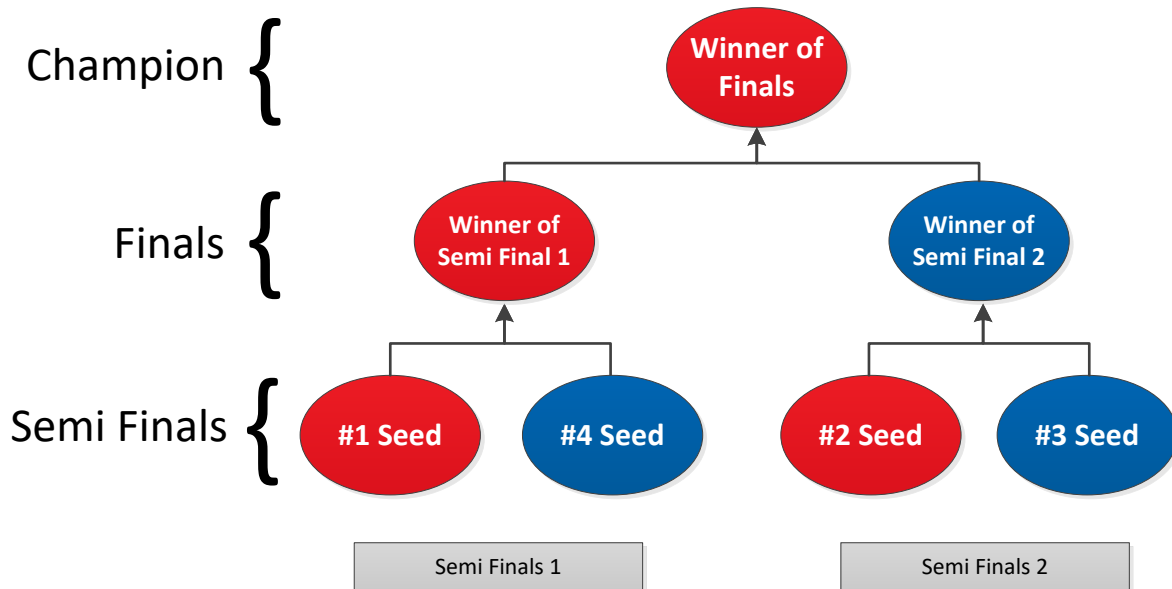 Champion {
Winner of
Finals
Finals {
Winner of
Semi Final 1
Winner of
Semi Final 2
Semi Finals {
#1 Seed
#4 Seed
#2 Seed
#3 Seed
Semi Finals 1
Semi Finals 2